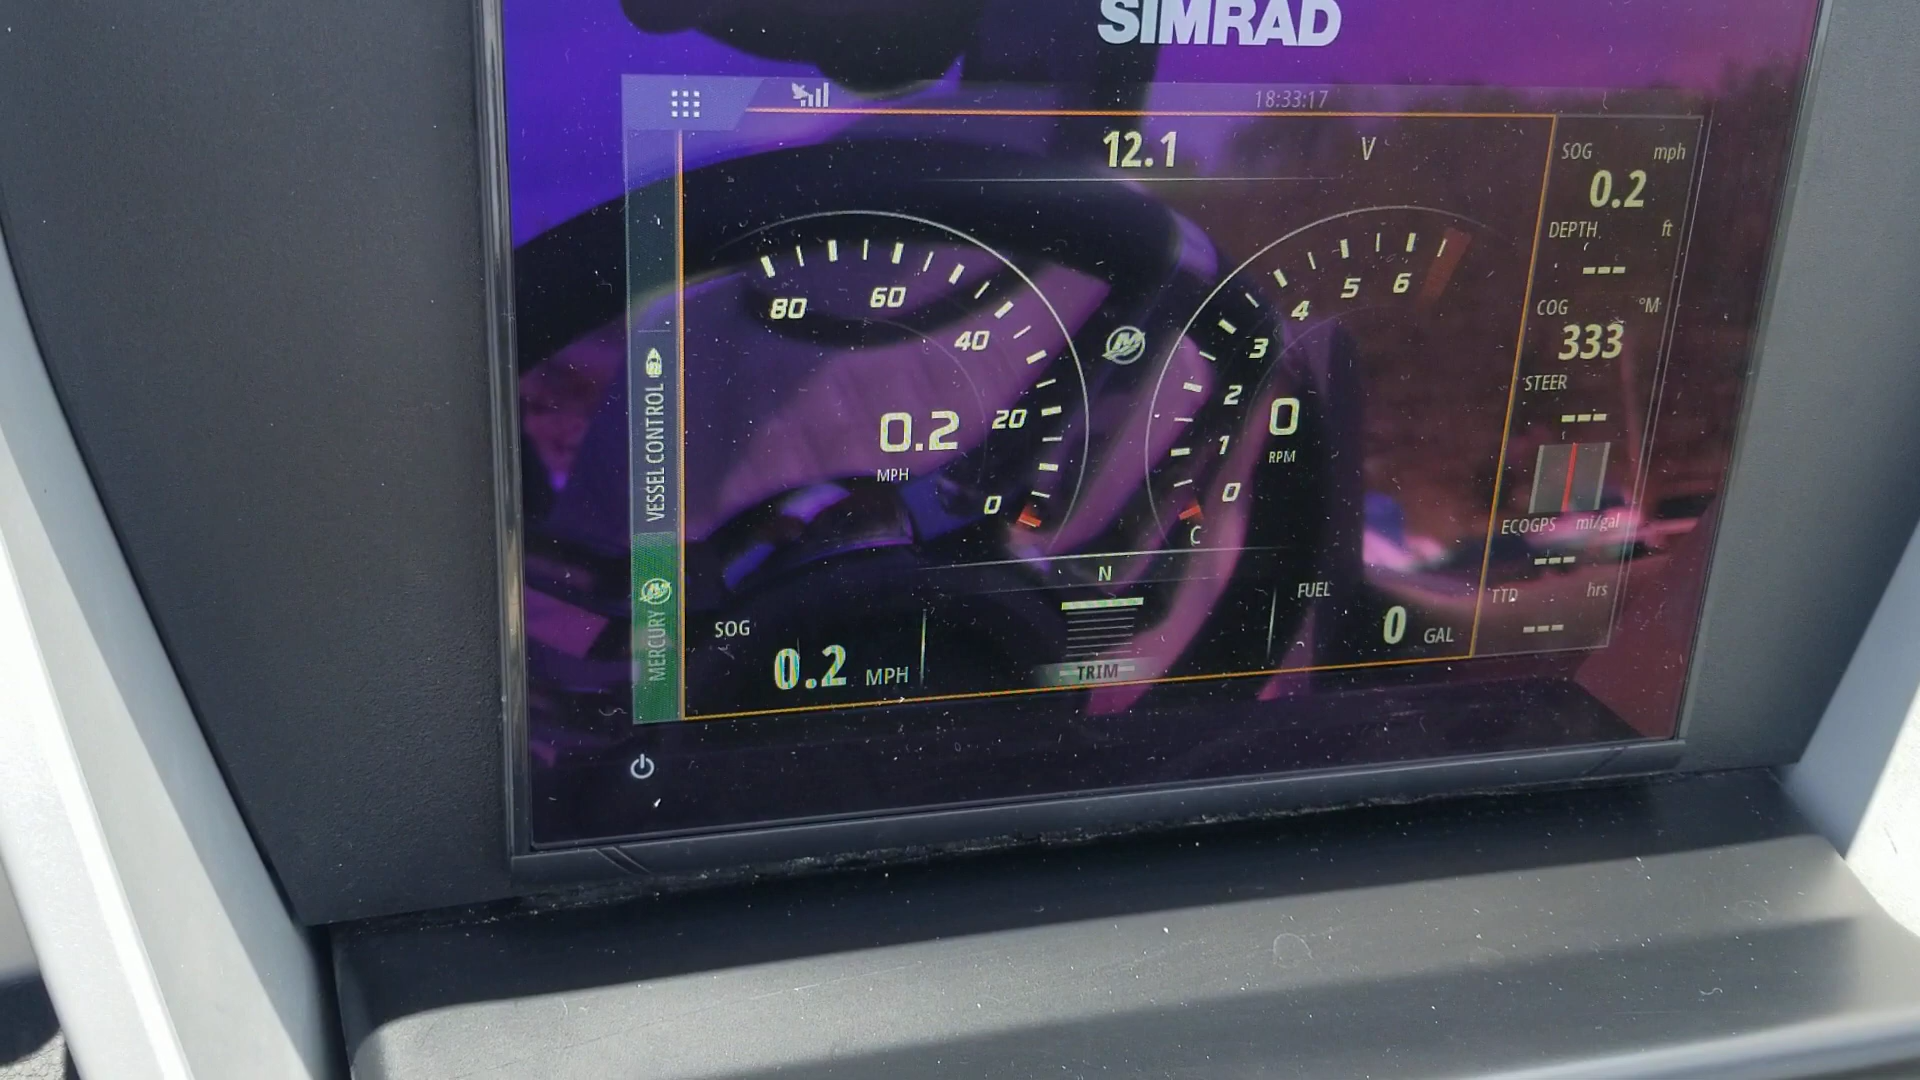 SIMRAD
18:33:17
12.1 V
SOG mph
0.2
DEPTH ft
---
COG °M
333
STEER
---
ECOGPS mi/gal
---
TTD hrs
---
80
60
40
20
0
0.2
MPH
6
5
4
3
2
1
0
0
RPM
C
N
TRIM
SOG
0.2 MPH
FUEL
0 GAL
VESSEL CONTROL
MERCURY